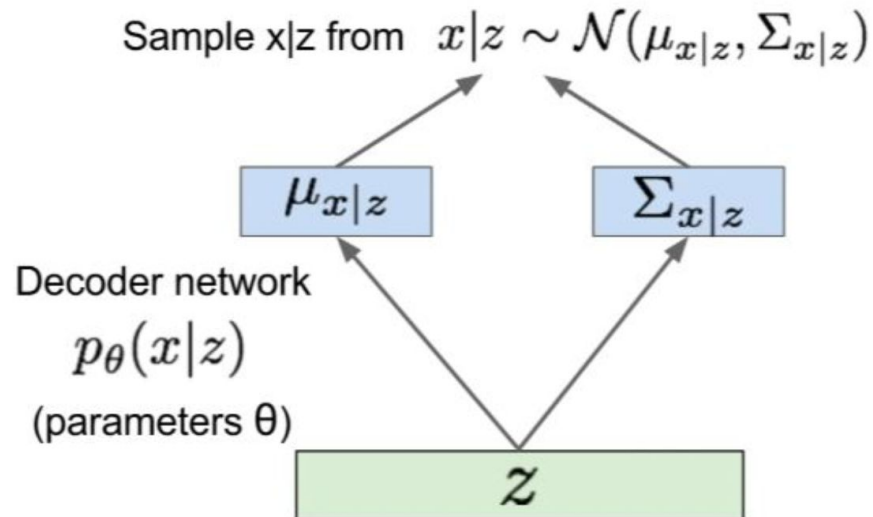 Sample x|z from x|z ∼ 𝒩(μ_{x|z}, Σ_{x|z})
μ_{x|z} Σ_{x|z}
Decoder network
p_θ(x|z)
(parameters θ)
z